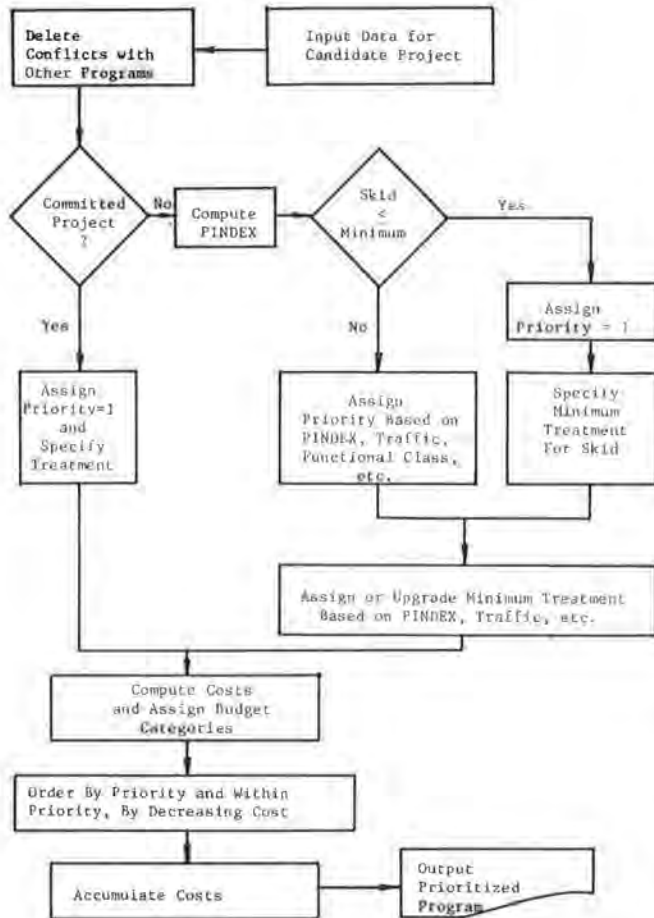 Delete
Conflicts with
Other Programs
Input Data for
Candidate Project
Committed
Project
?
No
Compute
PINDEX
Skid
<
Minimum
Yes
Yes
No
Assign
Priority = 1
Assign
Priority=1
and
Specify
Treatment
Assign
Priority Based on
PINDEX, Traffic,
Functional Class,
etc.
Specify
Minimum
Treatment
For Skid
Assign or Upgrade Minimum Treatment
Based on PINDEX, Traffic, etc.
Compute Costs
and Assign Budget
Categories
Order By Priority and Within
Priority, By Decreasing Cost
Accumulate Costs
Output
Prioritized
Program